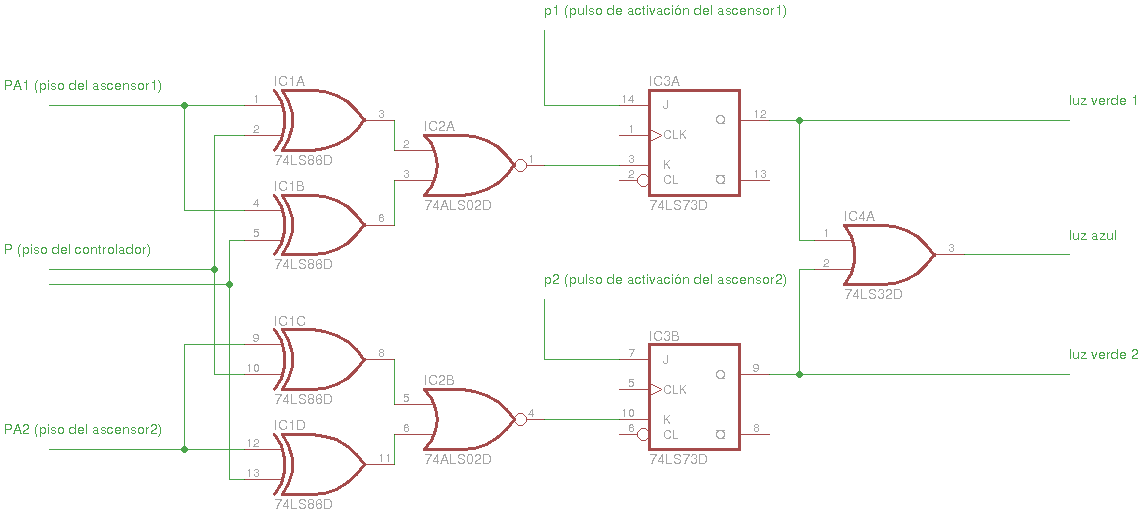 p1 (pulso de activación del ascensor1)
PA1 (piso del ascensor1)
IC1A
1
2
3
74LS86D
IC2A
2
3
1
74ALS02D
IC3A
14
J
1
CLK
3
K
2
CL
Q
12
Q
13
74LS73D
luz verde 1
IC1B
4
5
6
74LS86D
P (piso del controlador)
IC4A
1
2
3
74LS32D
luz azul
p2 (pulso de activación del ascensor2)
IC1C
9
10
8
74LS86D
IC2B
5
6
4
74ALS02D
IC3B
7
J
5
CLK
10
K
6
CL
Q
9
Q
8
74LS73D
luz verde 2
PA2 (piso del ascensor2)
IC1D
12
13
11
74LS86D